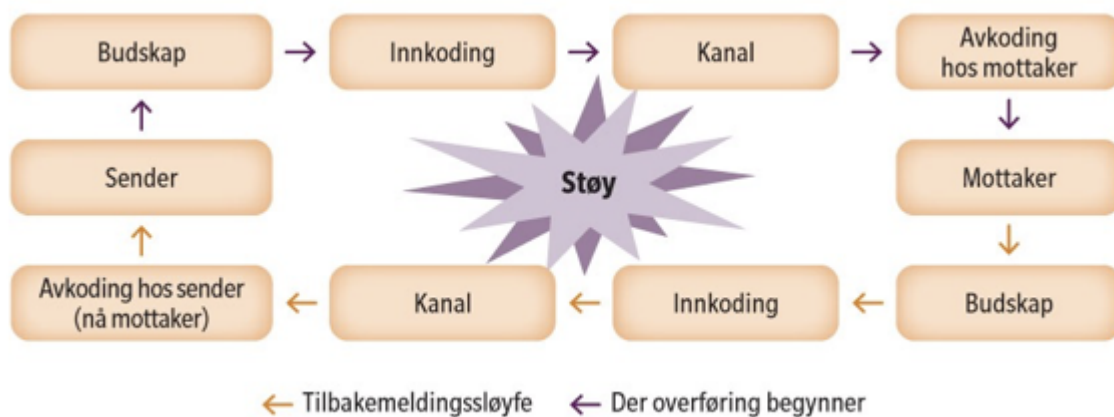 Budskap
Innkoding
Kanal
Avkoding
hos mottaker
Sender
Støy
Mottaker
Avkoding hos sender
(nå mottaker)
Kanal
Innkoding
Budskap
Tilbakemeldingssløyfe
Der overføring begynner